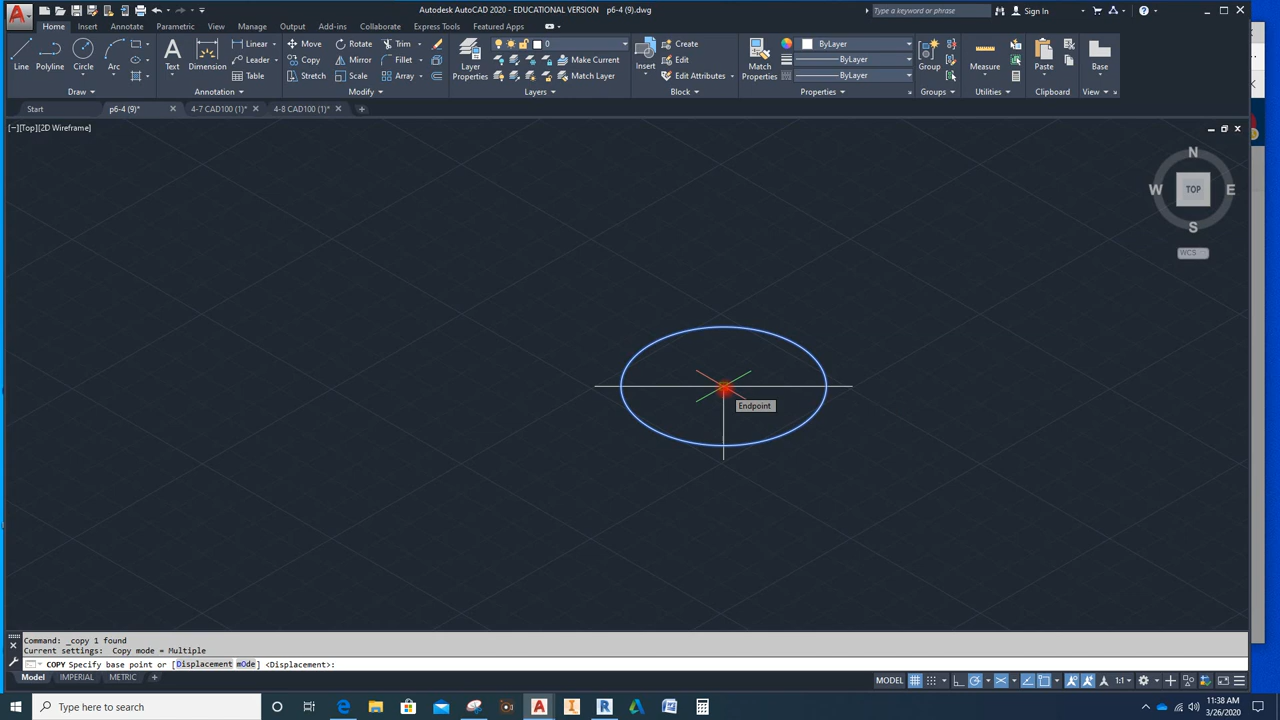 Autodesk AutoCAD 2020 - EDUCATIONAL VERSION p6-4 (9).dwg
Type a keyword or phrase
Sign In
Home Insert Annotate Parametric View Manage Output Add-ins Collaborate Express Tools Featured Apps
Line Polyline Circle Arc
Move Rotate Trim
Copy Mirror Fillet
Stretch Scale Array
Text Dimension
Linear
Leader
Table
Layer Properties
Make Current
Match Layer
Insert
Create
Edit
Edit Attributes
Match Properties
ByLayer
ByLayer
ByLayer
Group
Measure
Paste
Base
Draw Modify Annotation Layers Block Properties Groups Utilities Clipboard View
Start p6-4 (9)* 4-7 CAD100 (1)* 4-8 CAD100 (1)*
[−][Top][2D Wireframe]
N
W TOP E
S
WCS
Endpoint
Command: _copy 1 found
Current settings: Copy mode = Multiple
COPY Specify base point or [Displacement mOde] <Displacement>:
Model IMPERIAL METRIC
MODEL 1:1
Type here to search
11:38 AM
3/26/2020